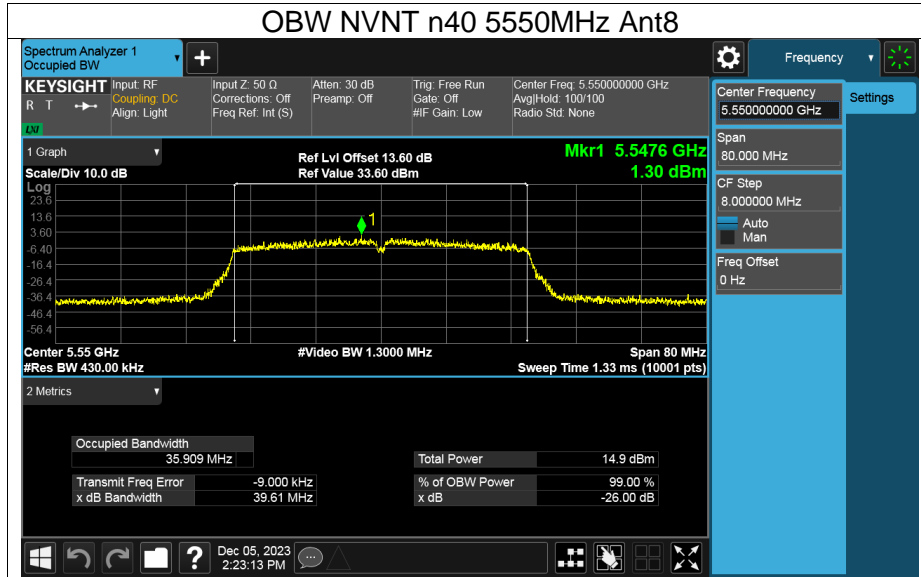 OBW NVNT n40 5550MHz Ant8
Spectrum Analyzer 1
Occupied BW
+
Frequency
KEYSIGHT
R T
LXI
Input: RF
Coupling: DC
Align: Light
Input Z: 50 Ω
Corrections: Off
Freq Ref: Int (S)
Atten: 30 dB
Preamp: Off
Trig: Free Run
Gate: Off
#IF Gain: Low
Center Freq: 5.550000000 GHz
Avg|Hold: 100/100
Radio Std: None
Center Frequency
5.550000000 GHz
Settings
Span
80.000 MHz
CF Step
8.000000 MHz
Auto
Man
Freq Offset
0 Hz
1 Graph
Ref Lvl Offset 13.60 dB
Mkr1 5.5476 GHz
Scale/Div 10.0 dB
Ref Value 33.60 dBm
1.30 dBm
Log
23.6
13.6
3.60
-6.40
-16.4
-26.4
-36.4
-46.4
-56.4
1
Center 5.55 GHz
#Video BW 1.3000 MHz
Span 80 MHz
#Res BW 430.00 kHz
Sweep Time 1.33 ms (10001 pts)
2 Metrics
Occupied Bandwidth
35.909 MHz
Total Power 14.9 dBm
Transmit Freq Error -9.000 kHz
% of OBW Power 99.00 %
x dB Bandwidth 39.61 MHz
x dB -26.00 dB
?
Dec 05, 2023
2:23:13 PM